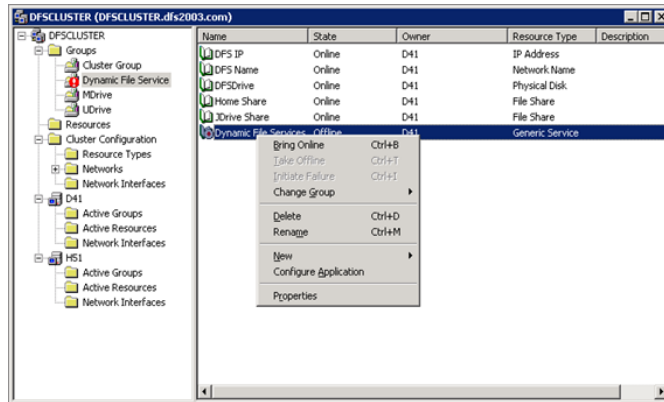 DFSCLUSTER (DFSCLUSTER.dfs2003.com)
DFSCLUSTER
Groups
Cluster Group
Dynamic File Service
MDrive
UDrive
Resources
Cluster Configuration
Resource Types
Networks
Network Interfaces
D41
Active Groups
Active Resources
Network Interfaces
H51
Active Groups
Active Resources
Network Interfaces
Name State Owner Resource Type Description
DFS IP Online D41 IP Address
DFS Name Online D41 Network Name
DFSDrive Online D41 Physical Disk
Home Share Online D41 File Share
JDrive Share Online D41 File Share
Dynamic File Services Offline D41 Generic Service
Bring Online Ctrl+B
Take Offline Ctrl+T
Initiate Failure Ctrl+I
Change Group
Delete Ctrl+D
Rename Ctrl+M
New
Configure Application
Properties